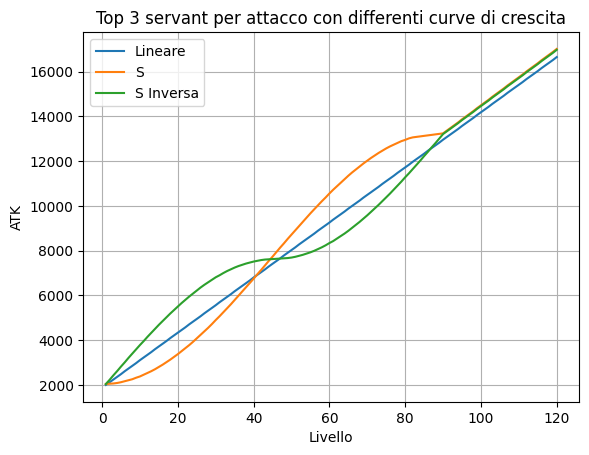 Top 3 servant per attacco con differenti curve di crescita
Lineare
S
S Inversa
16000
14000
12000
10000
8000
6000
4000
2000
ATK
0 20 40 60 80 100 120
Livello